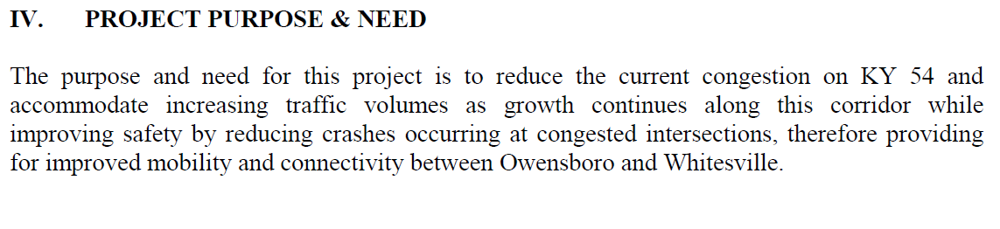 IV. PROJECT PURPOSE & NEED
The purpose and need for this project is to reduce the current congestion on KY 54 and
accommodate increasing traffic volumes as growth continues along this corridor while
improving safety by reducing crashes occurring at congested intersections, therefore providing
for improved mobility and connectivity between Owensboro and Whitesville.